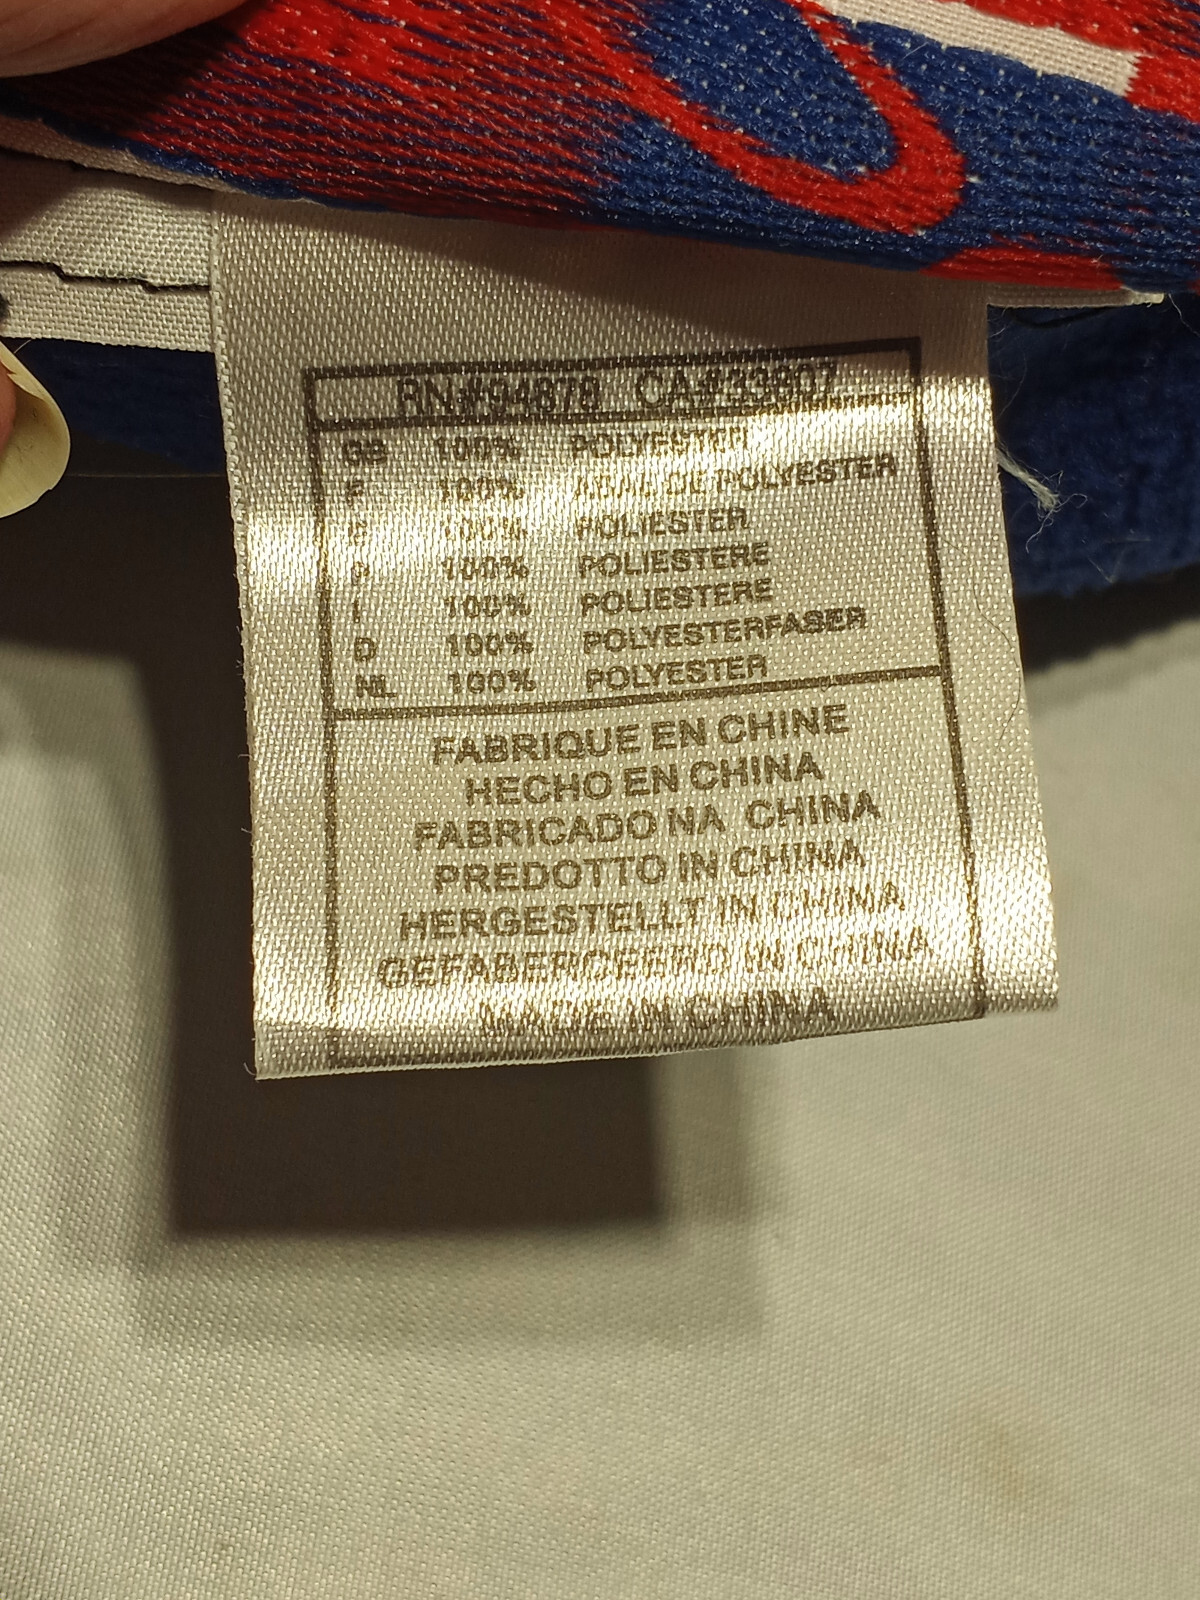 RN#94878 CA#33807
GB 100% POLYESTER
F 100% POLYESTER
E 100% POLIESTER
P 100% POLIESTERE
I 100% POLIESTERE
D 100% POLYESTERFASER
NL 100% POLYESTER
FABRIQUE EN CHINE
HECHO EN CHINA
FABRICADO NA CHINA
PREDOTTO IN CHINA
HERGESTELLT IN CHINA
IN CHINA
MADE IN CHINA